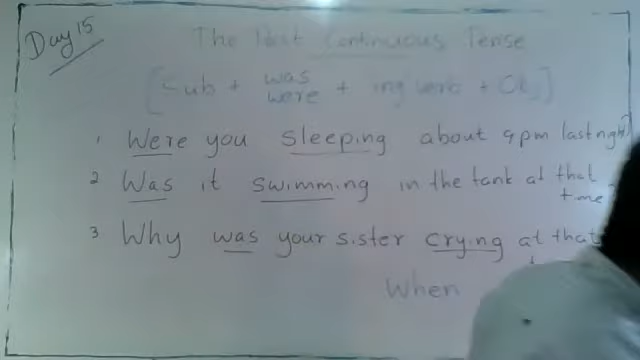 Day 15
The Past Continuous Tense
[Sub + was were + ing verb + Obj]
1 Were you sleeping about 9pm last night?
2 Was it swimming in the tank at that time?
3 Why was your sister crying at that
When